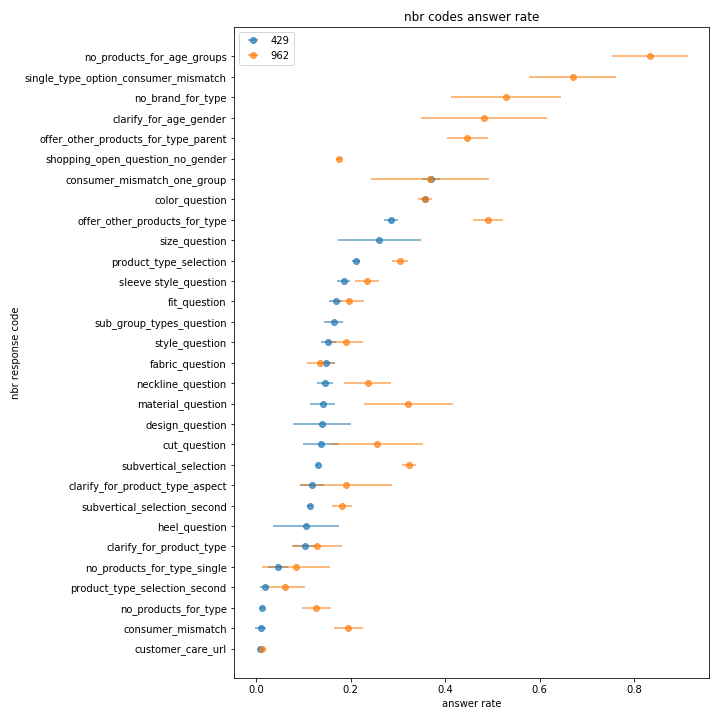 nbr codes answer rate
429
962
no_products_for_age_groups
single_type_option_consumer_mismatch
no_brand_for_type
clarify_for_age_gender
offer_other_products_for_type_parent
shopping_open_question_no_gender
consumer_mismatch_one_group
color_question
offer_other_products_for_type
size_question
product_type_selection
sleeve style_question
fit_question
sub_group_types_question
style_question
fabric_question
neckline_question
material_question
design_question
cut_question
subvertical_selection
clarify_for_product_type_aspect
subvertical_selection_second
heel_question
clarify_for_product_type
no_products_for_type_single
product_type_selection_second
no_products_for_type
consumer_mismatch
customer_care_url
nbr response code
0.0 0.2 0.4 0.6 0.8
answer rate